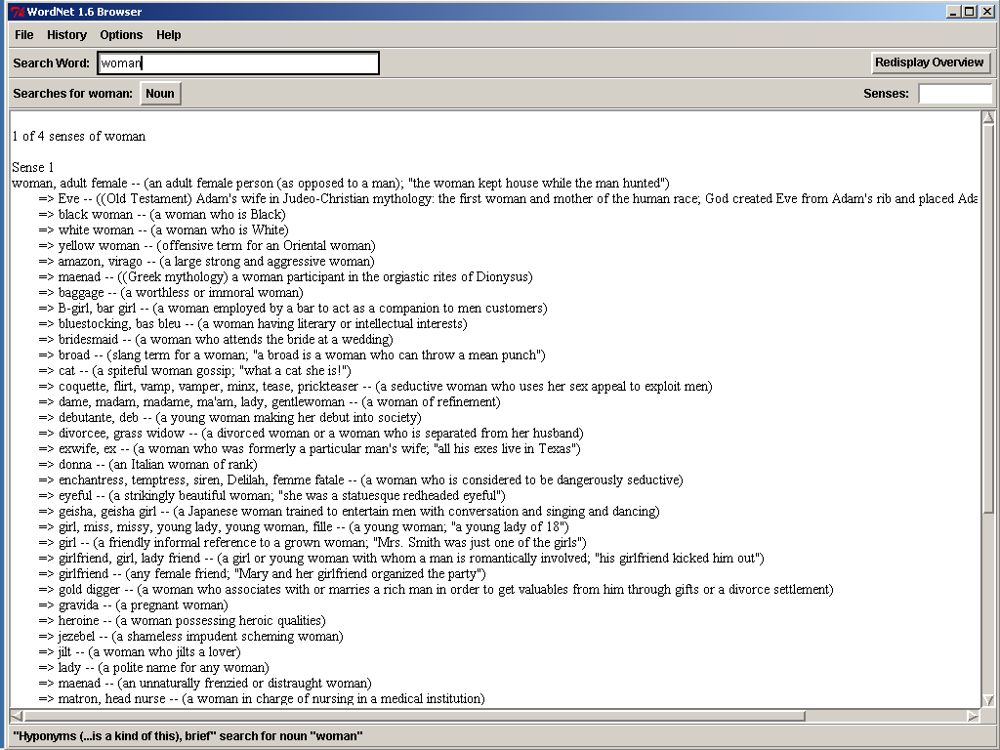 WordNet 1.6 Browser
File History Options Help
Search Word: woman Redisplay Overview
Searches for woman: Noun Senses:
1 of 4 senses of woman
Sense 1
woman, adult female -- (an adult female person (as opposed to a man); "the woman kept house while the man hunted")
=> Eve -- ((Old Testament) Adam's wife in Judeo-Christian mythology: the first woman and mother of the human race; God created Eve from Adam's rib and placed Ada
=> black woman -- (a woman who is Black)
=> white woman -- (a woman who is White)
=> yellow woman -- (offensive term for an Oriental woman)
=> amazon, virago -- (a large strong and aggressive woman)
=> maenad -- ((Greek mythology) a woman participant in the orgiastic rites of Dionysus)
=> baggage -- (a worthless or immoral woman)
=> B-girl, bar girl -- (a woman employed by a bar to act as a companion to men customers)
=> bluestocking, bas bleu -- (a woman having literary or intellectual interests)
=> bridesmaid -- (a woman who attends the bride at a wedding)
=> broad -- (slang term for a woman; "a broad is a woman who can throw a mean punch")
=> cat -- (a spiteful woman gossip; "what a cat she is!")
=> coquette, flirt, vamp, vamper, minx, tease, prickteaser -- (a seductive woman who uses her sex appeal to exploit men)
=> dame, madam, madame, ma'am, lady, gentlewoman -- (a woman of refinement)
=> debutante, deb -- (a young woman making her debut into society)
=> divorcee, grass widow -- (a divorced woman or a woman who is separated from her husband)
=> exwife, ex -- (a woman who was formerly a particular man's wife; "all his exes live in Texas")
=> donna -- (an Italian woman of rank)
=> enchantress, temptress, siren, Delilah, femme fatale -- (a woman who is considered to be dangerously seductive)
=> eyeful -- (a strikingly beautiful woman; "she was a statuesque redheaded eyeful")
=> geisha, geisha girl -- (a Japanese woman trained to entertain men with conversation and singing and dancing)
=> girl, miss, missy, young lady, young woman, fille -- (a young woman; "a young lady of 18")
=> girl -- (a friendly informal reference to a grown woman; "Mrs. Smith was just one of the girls")
=> girlfriend, girl, lady friend -- (a girl or young woman with whom a man is romantically involved; "his girlfriend kicked him out")
=> girlfriend -- (any female friend; "Mary and her girlfriend organized the party")
=> gold digger -- (a woman who associates with or marries a rich man in order to get valuables from him through gifts or a divorce settlement)
=> gravida -- (a pregnant woman)
=> heroine -- (a woman possessing heroic qualities)
=> jezebel -- (a shameless impudent scheming woman)
=> jilt -- (a woman who jilts a lover)
=> lady -- (a polite name for any woman)
=> maenad -- (an unnaturally frenzied or distraught woman)
=> matron, head nurse -- (a woman in charge of nursing in a medical institution)
"Hyponyms (...is a kind of this), brief" search for noun "woman"